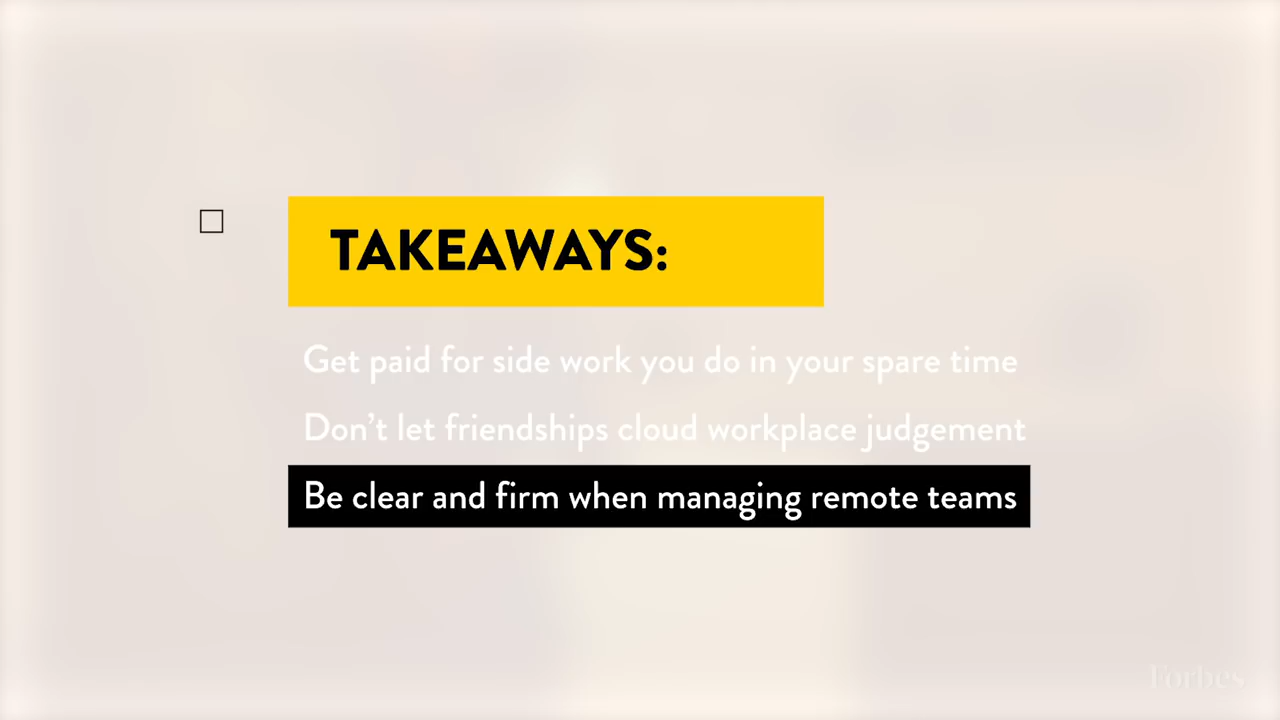 TAKEAWAYS:
Get paid for side work you do in your spare time
Don't let friendships cloud workplace judgement
Be clear and firm when managing remote teams
Forbes